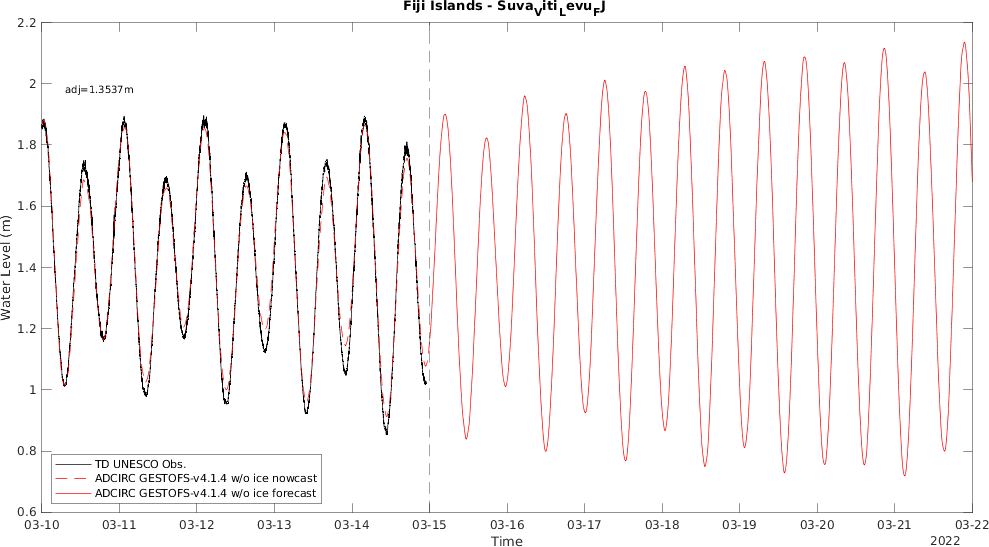 Fiji Islands - SuvaVitiLevuFJ
2.2
2
1.8
1.6
1.4
1.2
1
0.8
0.6
Water Level (m)
adj=1.3537m
TD UNESCO Obs.
ADCIRC GESTOFS-v4.1.4 w/o ice nowcast
ADCIRC GESTOFS-v4.1.4 w/o ice forecast
03-10 03-11 03-12 03-13 03-14 03-15 03-16 03-17 03-18 03-19 03-20 03-21 03-22
Time
2022